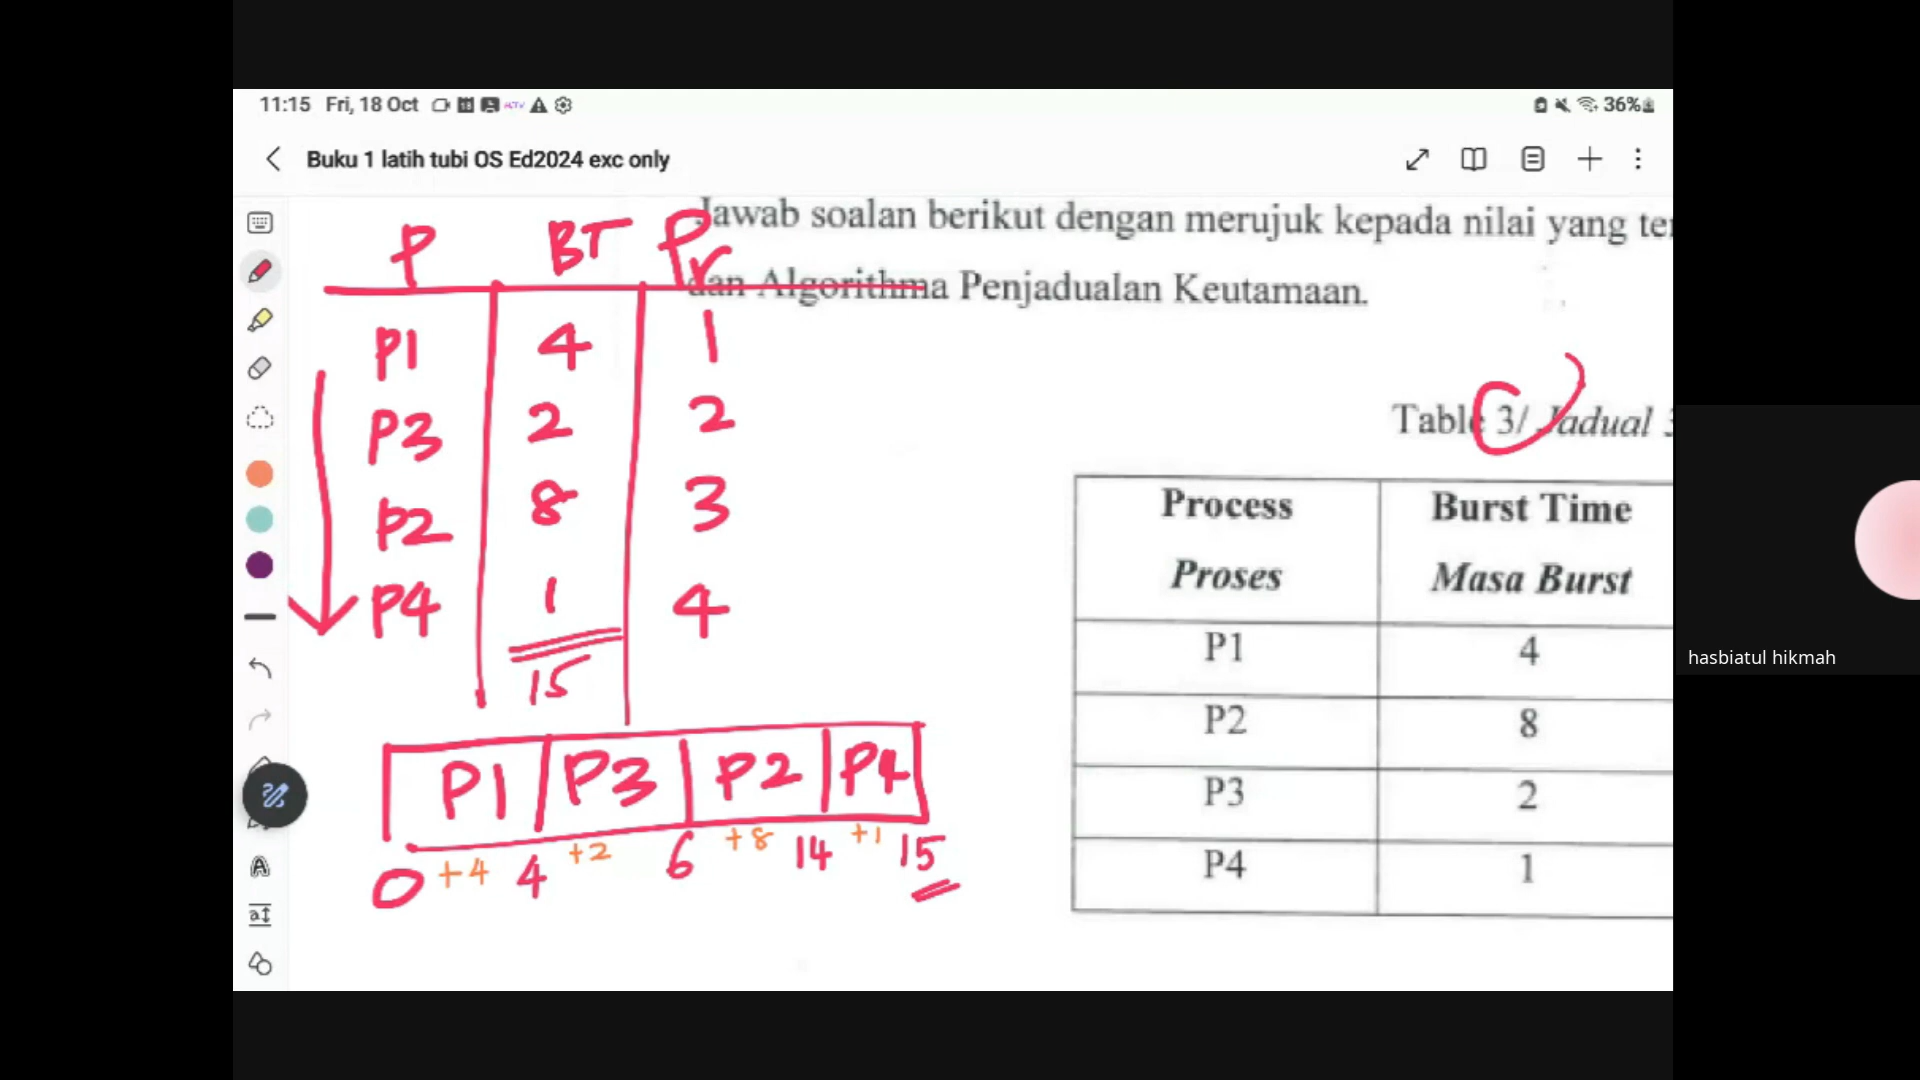 11:15 Fri, 18 Oct
36%
Buku 1 latih tubi OS Ed2024 exc only
Jawab soalan berikut dengan merujuk kepada nilai yang
dan Algorithma Penjadualan Keutamaan.
P BT Pr
P1 4 1
P3 2 2
P2 8 3
P4 1 4
15
P1 P3 P2 P4
0 +4 4 +2 6 +8 14 +1 15
Table 3/ Jadual 3
Process Burst Time
Proses Masa Burst
P1 4
P2 8
P3 2
P4 1
hasbiatul hikmah